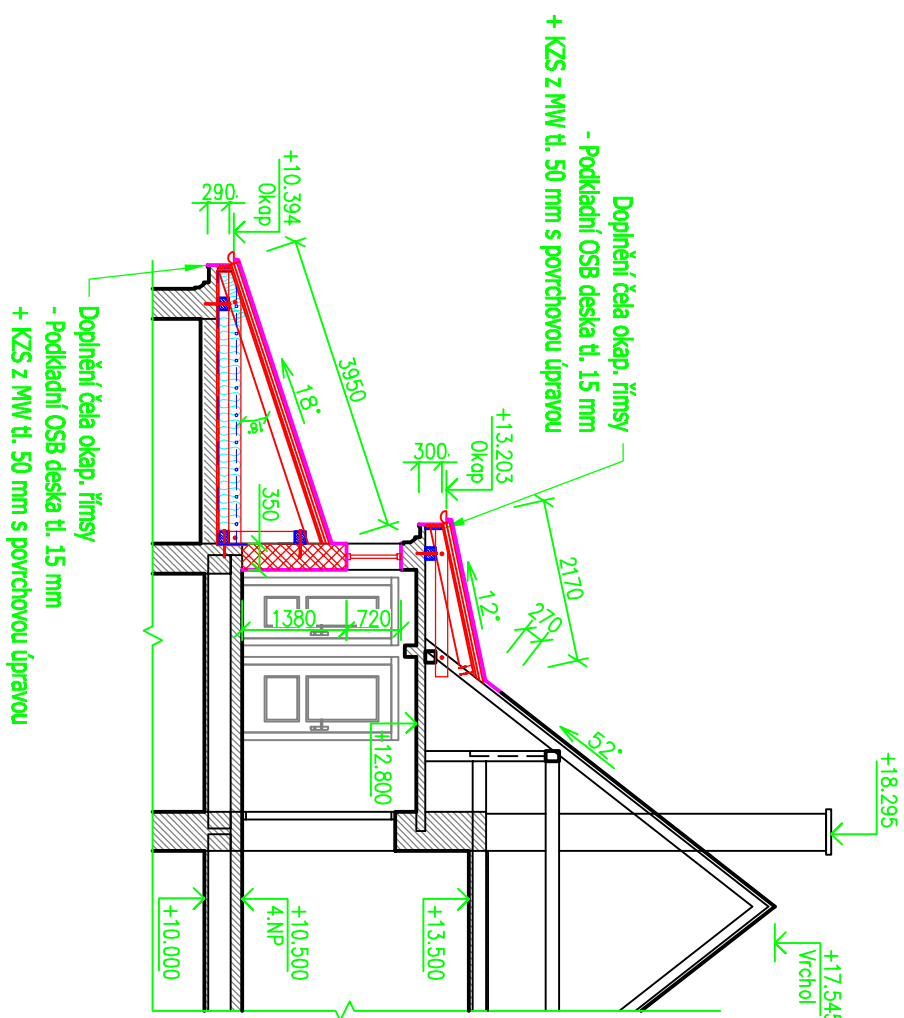 Doplnění čela okap. římsy
- Podkladní OSB deska tl. 15 mm
+ KZS z MW tl. 50 mm s povrchovou úpravou
+10.394
Okap
290
3950
18°
350
+13.203
Okap
300
2170
12°
270
52°
1380
720
+12.800
+18.295
+17.545
Vrchol
+13.500
+10.500
4.NP
+10.000
Doplnění čela okap. římsy
- Podkladní OSB deska tl. 15 mm
+ KZS z MW tl. 50 mm s povrchovou úpravou